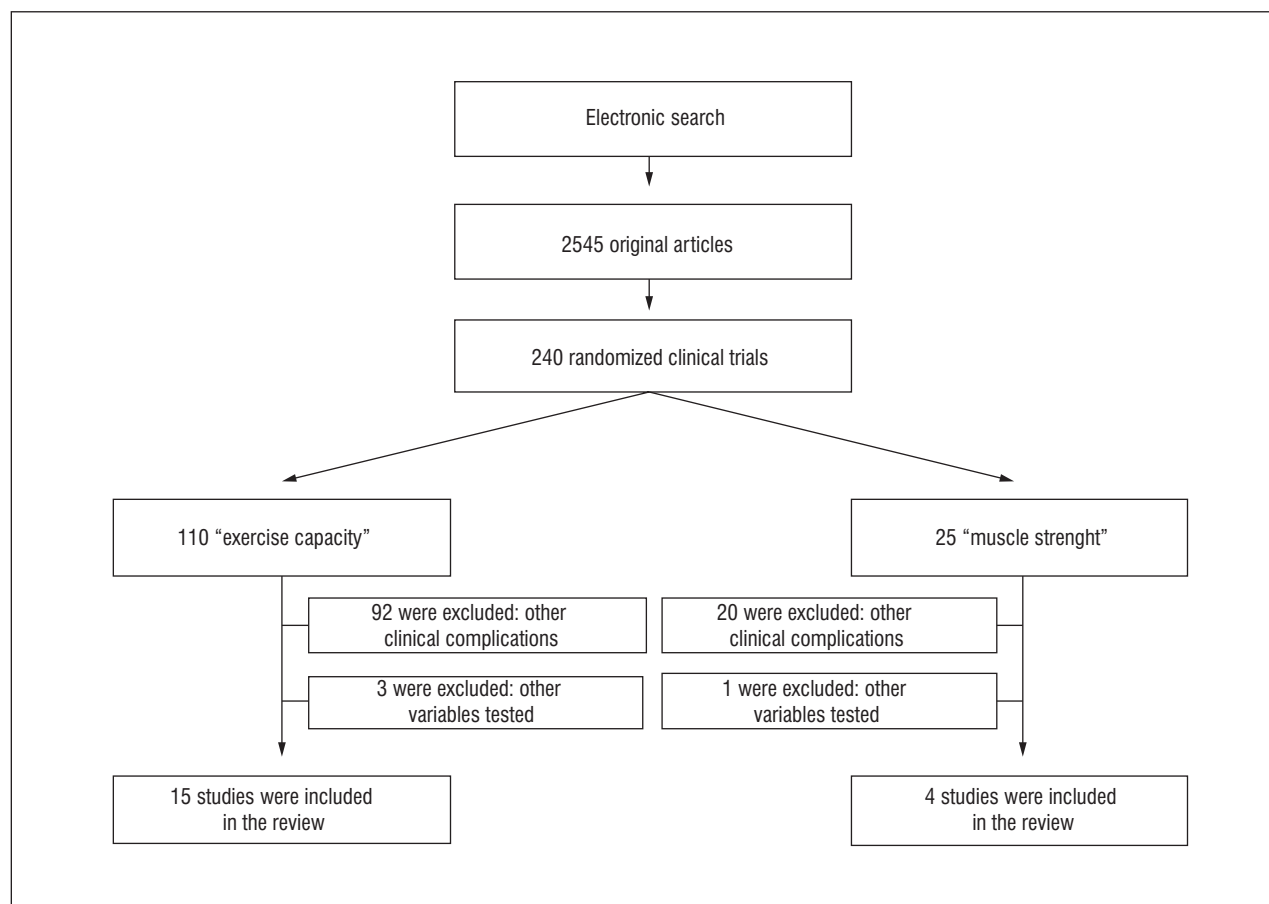 Electronic search
2545 original articles
240 randomized clinical trials
110 “exercise capacity”
25 “muscle strenght”
92 were excluded: other
clinical complications
20 were excluded: other
clinical complications
3 were excluded: other
variables tested
1 were excluded: other
variables tested
15 studies were included
in the review
4 studies were included
in the review